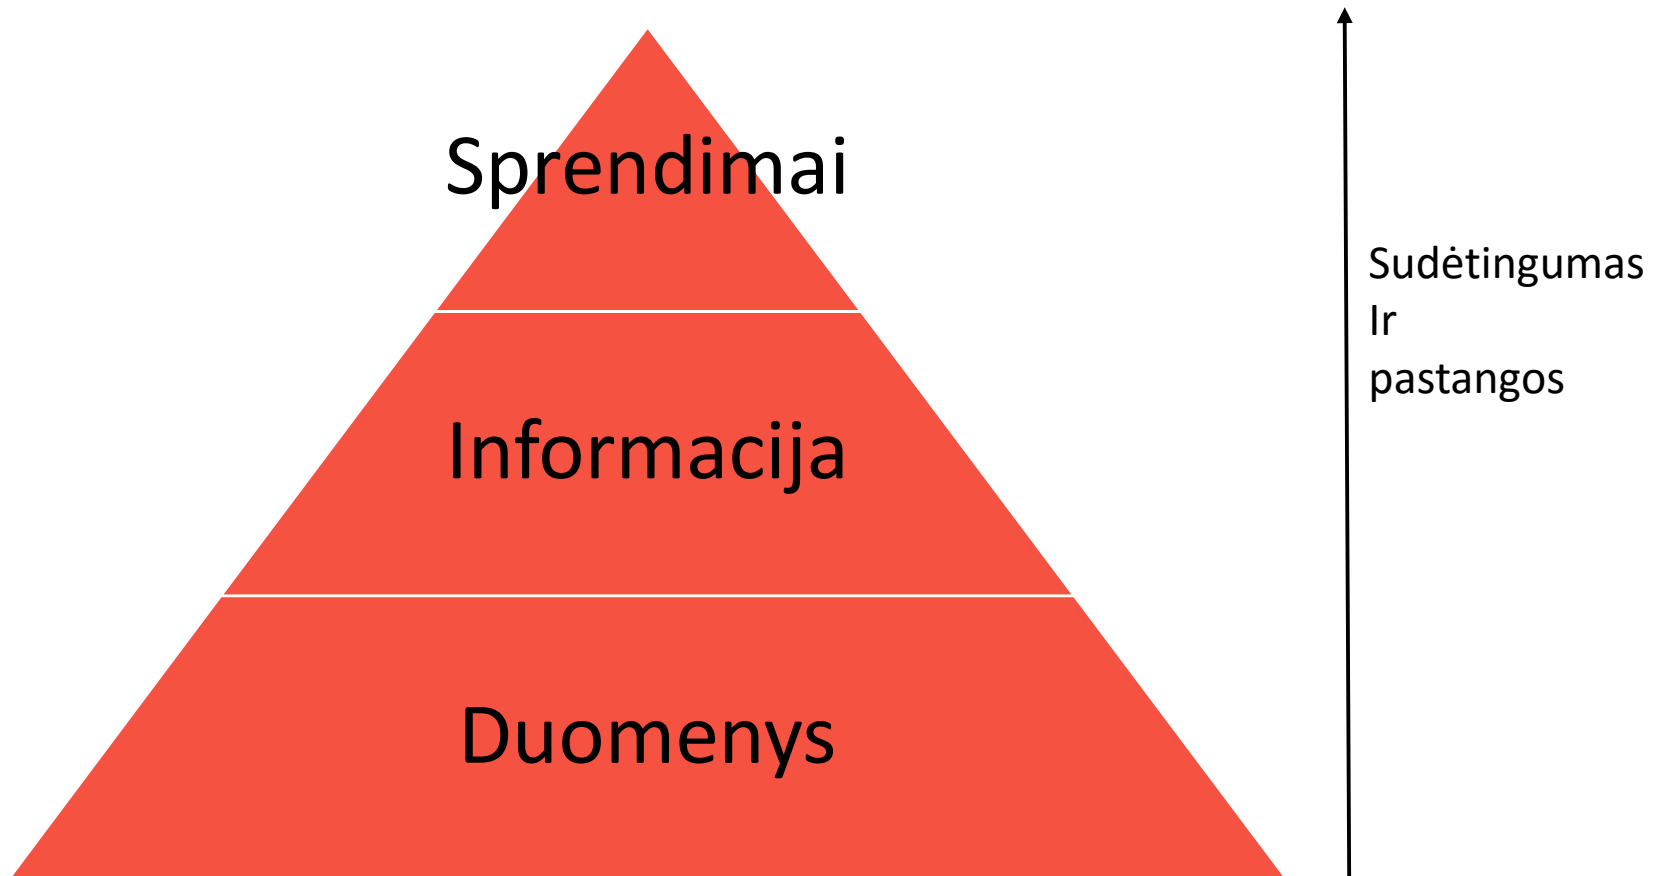 Sprendimai
Informacija
Duomenys
Sudėtingumas
Ir
pastangos